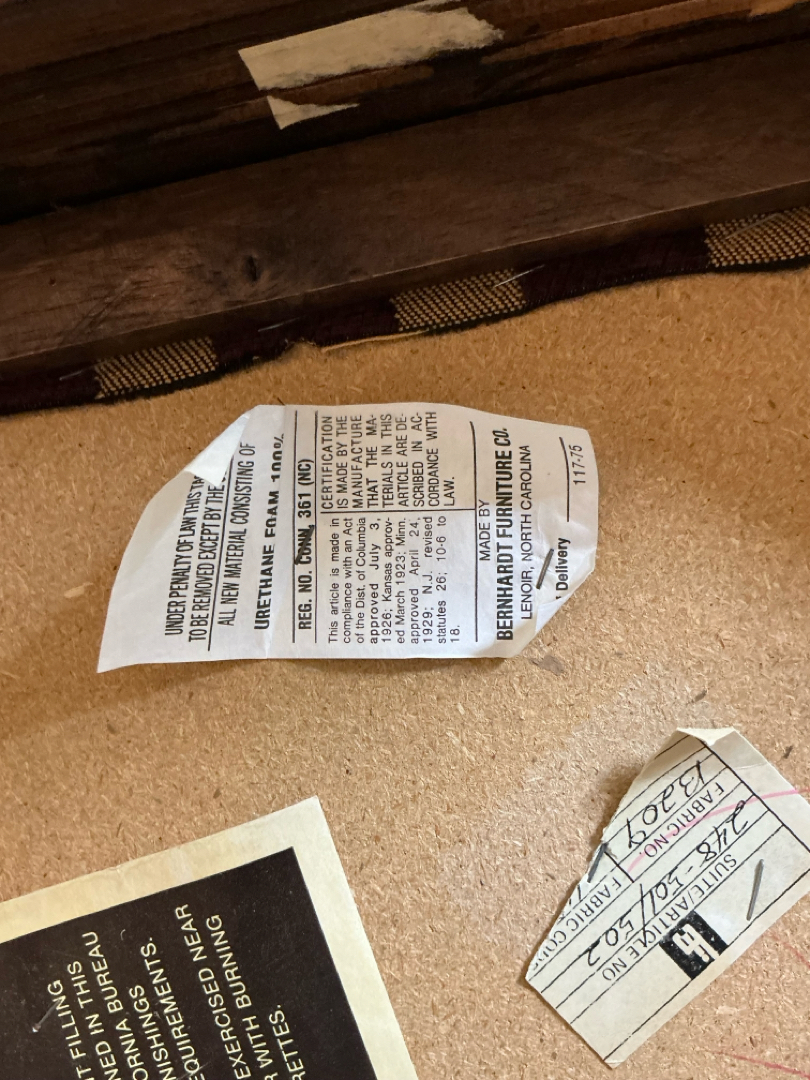 UNDER PENALTY OF LAW THIS
TO BE REMOVED EXCEPT BY THE
ALL NEW MATERIAL CONSISTING OF
URETHANE FOAM 100%
REG. NO. CONN. 361 (NC)
This article is made in
compliance with an Act
of the Dist. of Columbia
approved July 3,
1926; Kansas approv-
ed March 1923; Minn.
approved April 24,
1929; N.J. revised
statutes 26; 10-6 to
18.
CERTIFICATION
IS MADE BY THE
MANUFACTURE
THAT THE MA-
TERIALS IN THIS
ARTICLE ARE DE-
SCRIBED IN AC-
CORDANCE WITH
LAW.
MADE BY
BERNHARDT FURNITURE CO.
LENOIR, NORTH CAROLINA
Delivery
117-75
SUITE/ARTICLE NO
248-501/502
FABRIC NO.
13209
FABRIC
T FILLING
NED IN THIS
ORNIA BUREAU
NISHINGS
EQUIREMENTS.
EXERCISED NEAR
WITH BURNING
RETTES.